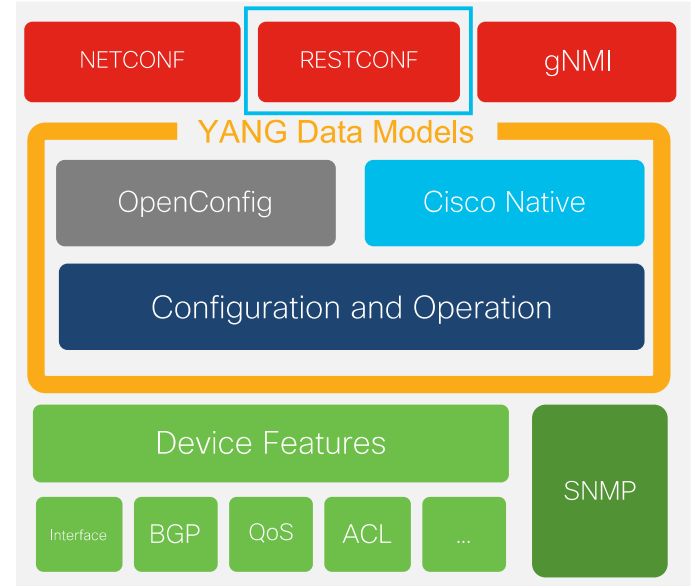 NETCONF
RESTCONF
gNMI
YANG Data Models
OpenConfig
Cisco Native
Configuration and Operation
Device Features
SNMP
Interface
BGP
QoS
ACL
...